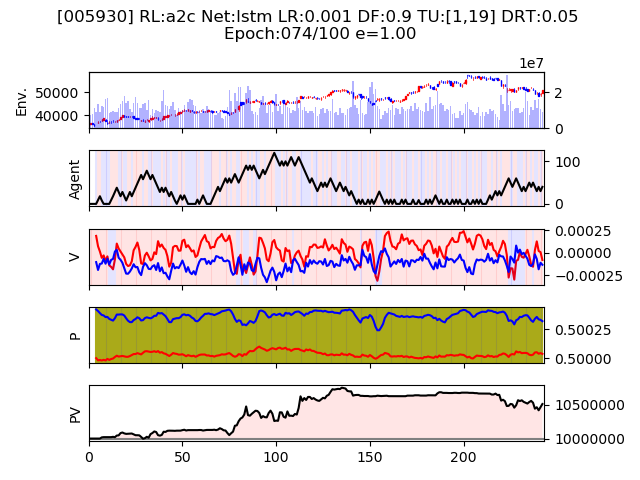 [005930] RL:a2c Net:lstm LR:0.001 DF:0.9 TU:[1,19] DRT:0.05
Epoch:074/100 e=1.00
1e7
Env.
50000
40000
2
0
Agent
100
0
V
0.00025
0.00000
−0.00025
P
0.50025
0.50000
PV
10500000
10000000
0
50
100
150
200